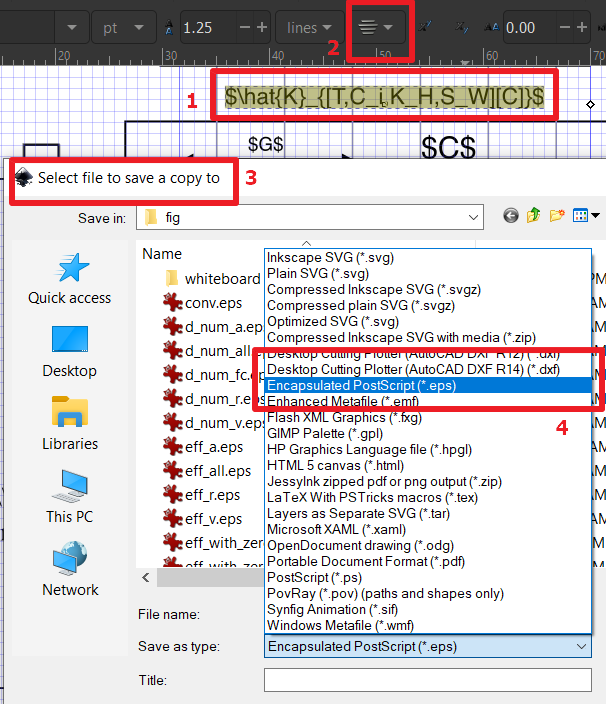 pt 1.25 lines 2 0.00
20 30 40 50 60 70
1 $\hat{K}_{[T,C_i,K_H,S_W][C]}$
$G$ $C$
Select file to save a copy to 3
Save in: fig
Name
Quick access
Desktop
Libraries
This PC
Network
whiteboard
conv.eps
d_num_a.eps
d_num_all.ep
d_num_fc.ep
d_num_r.eps
d_num_v.eps
eff_a.eps
eff_all.eps
eff_r.eps
eff_v.eps
eff_with_zer
eff_with_zero
Inkscape SVG (*.svg)
Plain SVG (*.svg)
Compressed Inkscape SVG (*.svgz)
Compressed plain SVG (*.svgz)
Optimized SVG (*.svg)
Compressed Inkscape SVG with media (*.zip)
Desktop Cutting Plotter (AutoCAD DXF R12) (*.dxf)
Desktop Cutting Plotter (AutoCAD DXF R14) (*.dxf)
Encapsulated PostScript (*.eps)
Enhanced Metafile (*.emf)
4
Flash XML Graphics (*.fxg)
GIMP Palette (*.gpl)
HP Graphics Language file (*.hpgl)
HTML 5 canvas (*.html)
JessyInk zipped pdf or png output (*.zip)
LaTeX With PSTricks macros (*.tex)
Layers as Separate SVG (*.tar)
Microsoft XAML (*.xaml)
OpenDocument drawing (*.odg)
Portable Document Format (*.pdf)
PostScript (*.ps)
PovRay (*.pov) (paths and shapes only)
Synfig Animation (*.sif)
Windows Metafile (*.wmf)
File name:
Save as type: Encapsulated PostScript (*.eps)
Title: